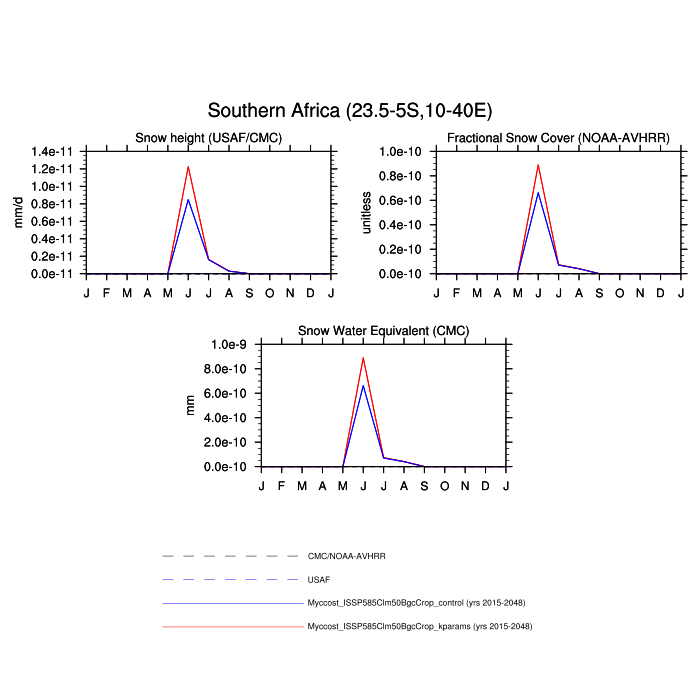 Southern Africa (23.5-5S,10-40E)
Snow height (USAF/CMC)
1.4e-11
1.2e-11
1.0e-11
0.8e-11
0.6e-11
0.4e-11
0.2e-11
0.0e-11
mm/d
J F M A M J J A S O N D J
Fractional Snow Cover (NOAA-AVHRR)
1.0e-10
0.8e-10
0.6e-10
0.4e-10
0.2e-10
0.0e-10
unitless
J F M A M J J A S O N D J
Snow Water Equivalent (CMC)
1.0e-9
8.0e-10
6.0e-10
4.0e-10
2.0e-10
0.0e-10
mm
J F M A M J J A S O N D J
CMC/NOAA-AVHRR
USAF
Myccost_ISSP585Clm50BgcCrop_control (yrs 2015-2048)
Myccost_ISSP585Clm50BgcCrop_kparams (yrs 2015-2048)